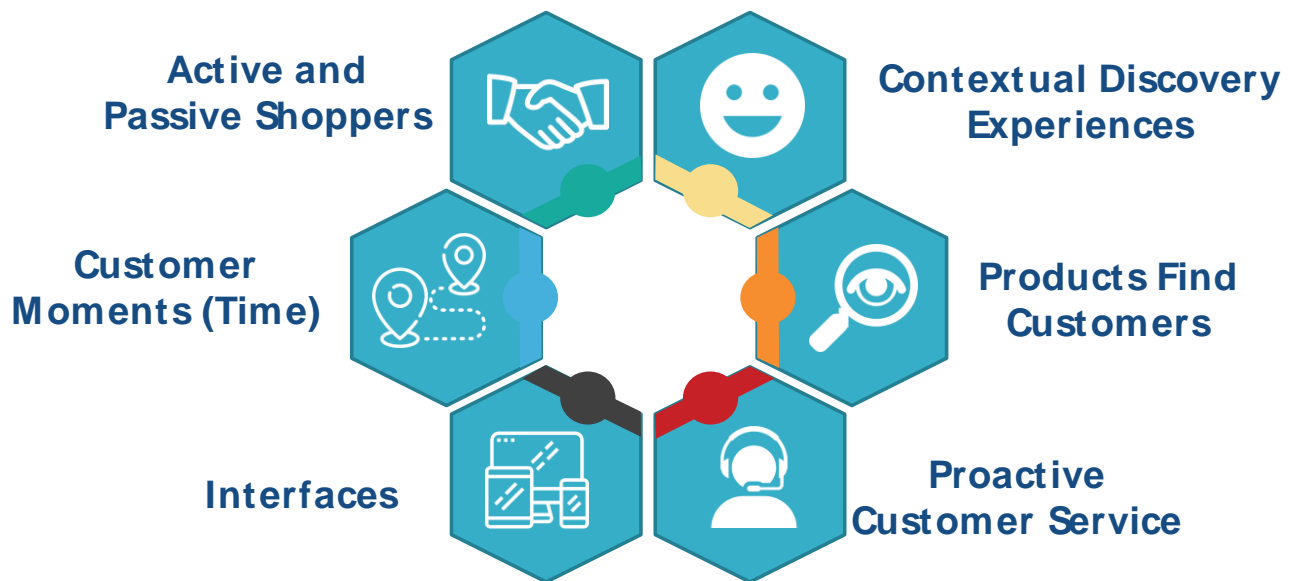 Active and
Passive Shoppers
Contextual Discovery
Experiences
Customer
Moments (Time)
Products Find
Customers
Interfaces
Proactive
Customer Service